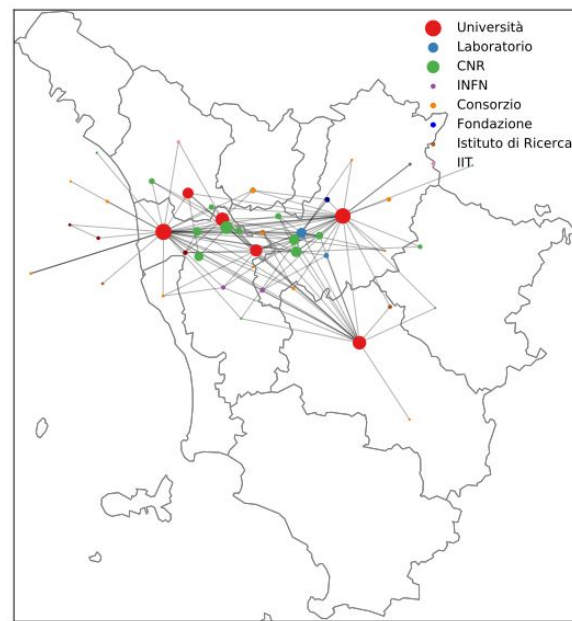 Università
Laboratorio
CNR
INFN
Consorzio
Fondazione
Istituto di Ricerca
IIT